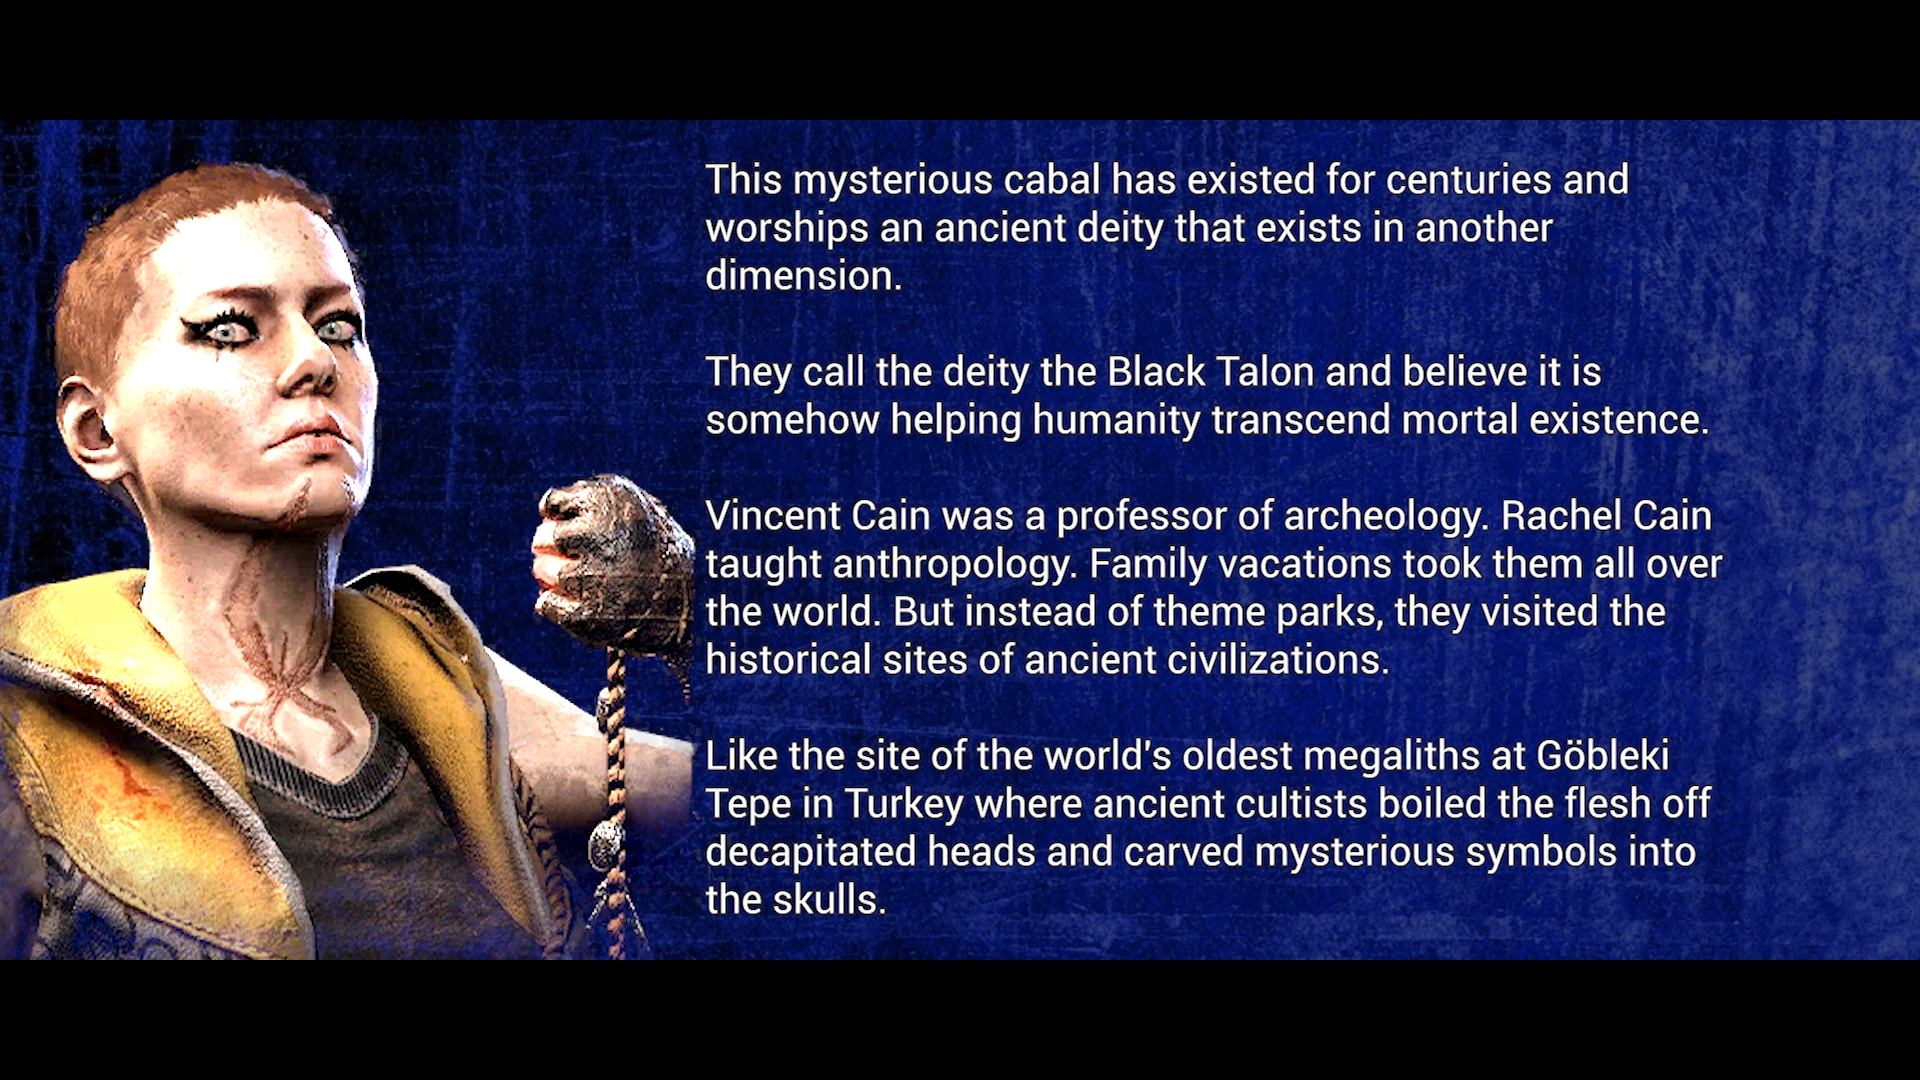 This mysterious cabal has existed for centuries and
worships an ancient deity that exists in another
dimension.
They call the deity the Black Talon and believe it is
somehow helping humanity transcend mortal existence.
Vincent Cain was a professor of archeology. Rachel Cain
taught anthropology. Family vacations took them all over
the world. But instead of theme parks, they visited the
historical sites of ancient civilizations.
Like the site of the world's oldest megaliths at Göbleki
Tepe in Turkey where ancient cultists boiled the flesh off
decapitated heads and carved mysterious symbols into
the skulls.